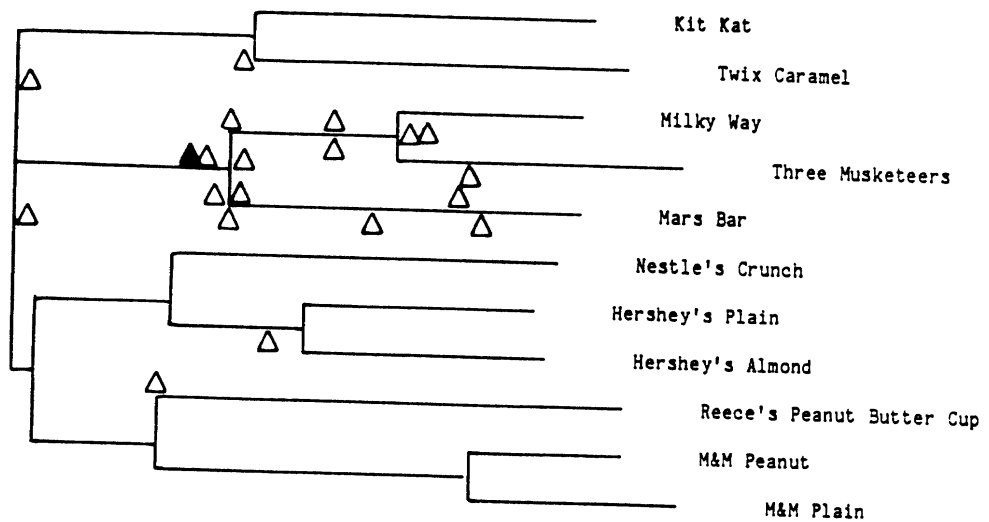 Kit Kat
Twix Caramel
Milky Way
Three Musketeers
Mars Bar
Nestle's Crunch
Hershey's Plain
Hershey's Almond
Reece's Peanut Butter Cup
M&M Peanut
M&M Plain